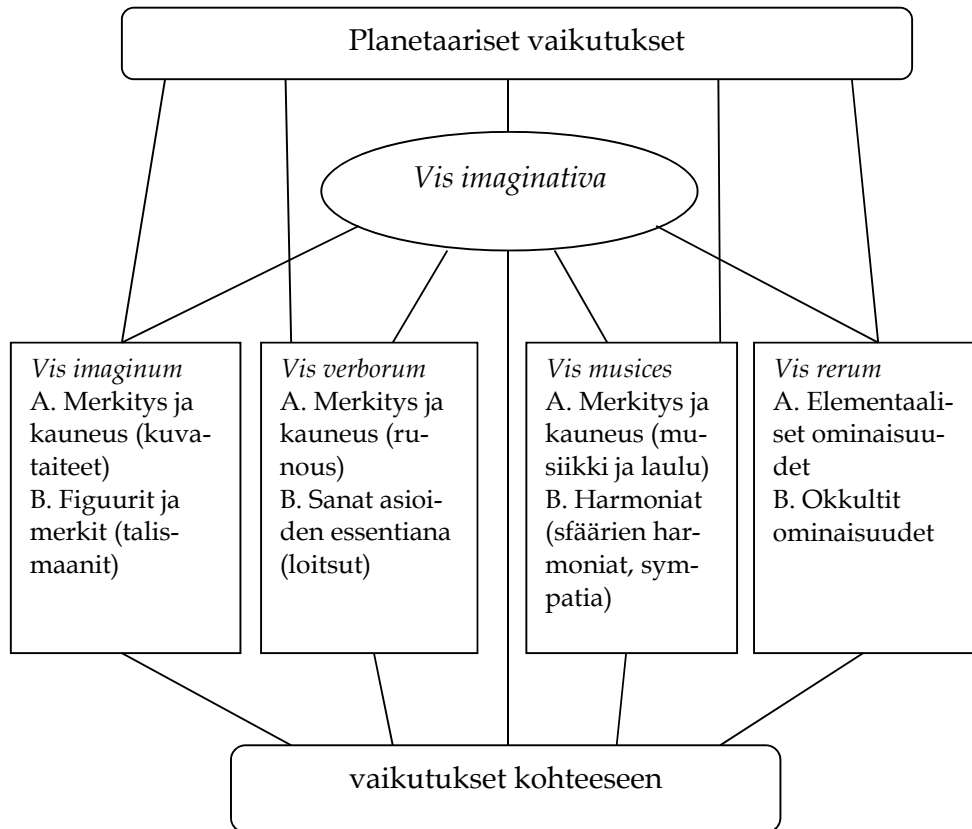 Planetaariset vaikutukset
Vis imaginativa
Vis imaginum
A. Merkitys ja
kauneus (kuva-
taiteet)
B. Figuurit ja
merkit (talis-
maanit)
Vis verborum
A. Merkitys ja
kauneus (ru-
nous)
B. Sanat asioi-
den essentiana
(loitsut)
Vis musices
A. Merkitys ja
kauneus (mu-
siikki ja laulu)
B. Harmoniat
(sfäärien har-
moniat, sym-
patia)
Vis rerum
A. Elementaali-
set ominaisuu-
det
B. Okkultit
ominaisuudet
vaikutukset kohteeseen